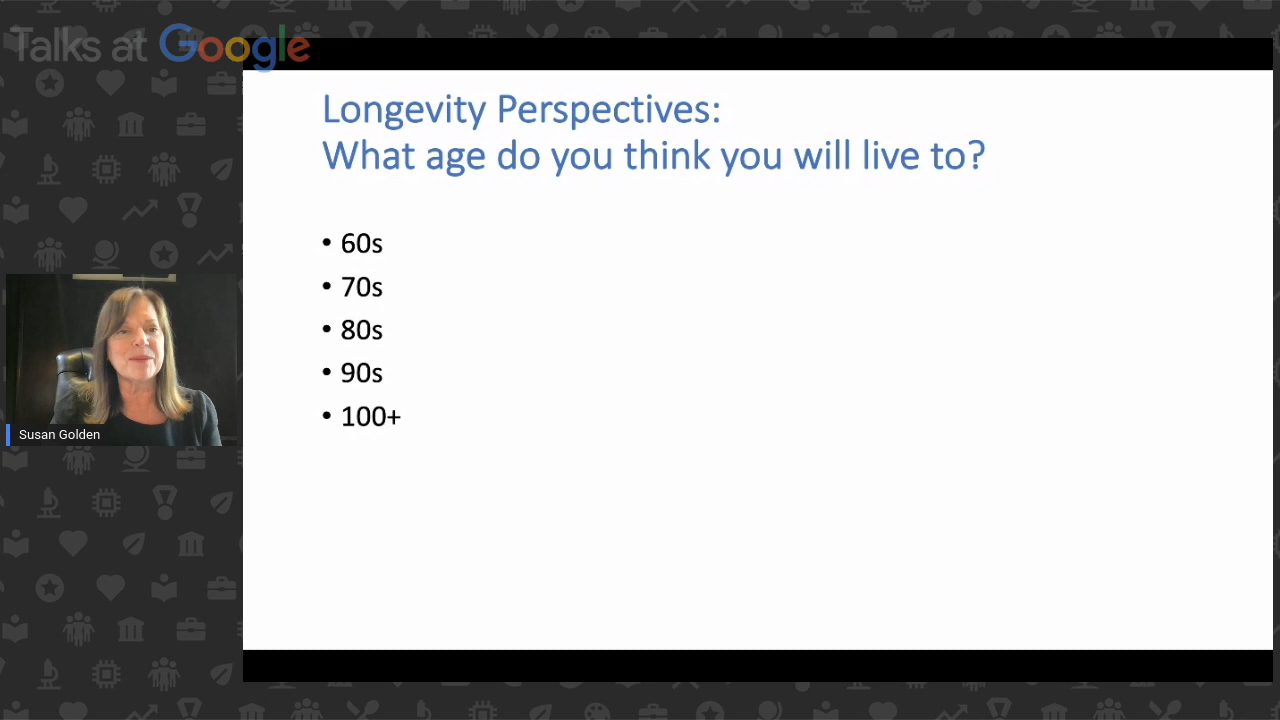 Talks at Google
Longevity Perspectives:
What age do you think you will live to?
• 60s
• 70s
• 80s
• 90s
• 100+
Susan Golden